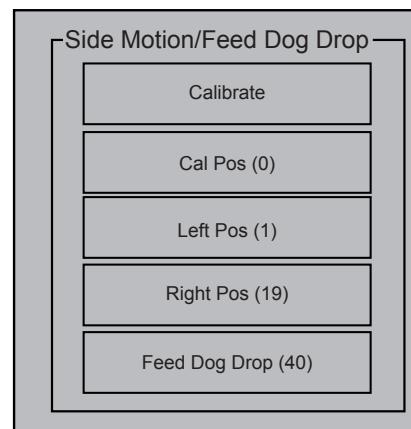 Side Motion/Feed Dog Drop
Calibrate
Cal Pos (0)
Left Pos (1)
Right Pos (19)
Feed Dog Drop (40)